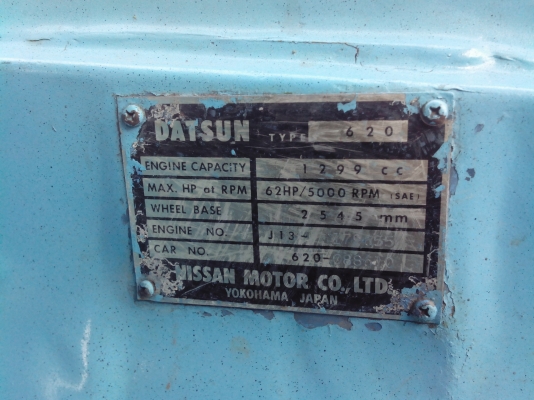 DATSUN TYPE 620
ENGINE CAPACITY 1299 cc
MAX. HP at RPM 62HP/5000 RPM (SAE)
WHEEL BASE 2545 mm
ENGINE NO. J13-
CAR NO. 620-
NISSAN MOTOR CO., LTD.
YOKOHAMA JAPAN